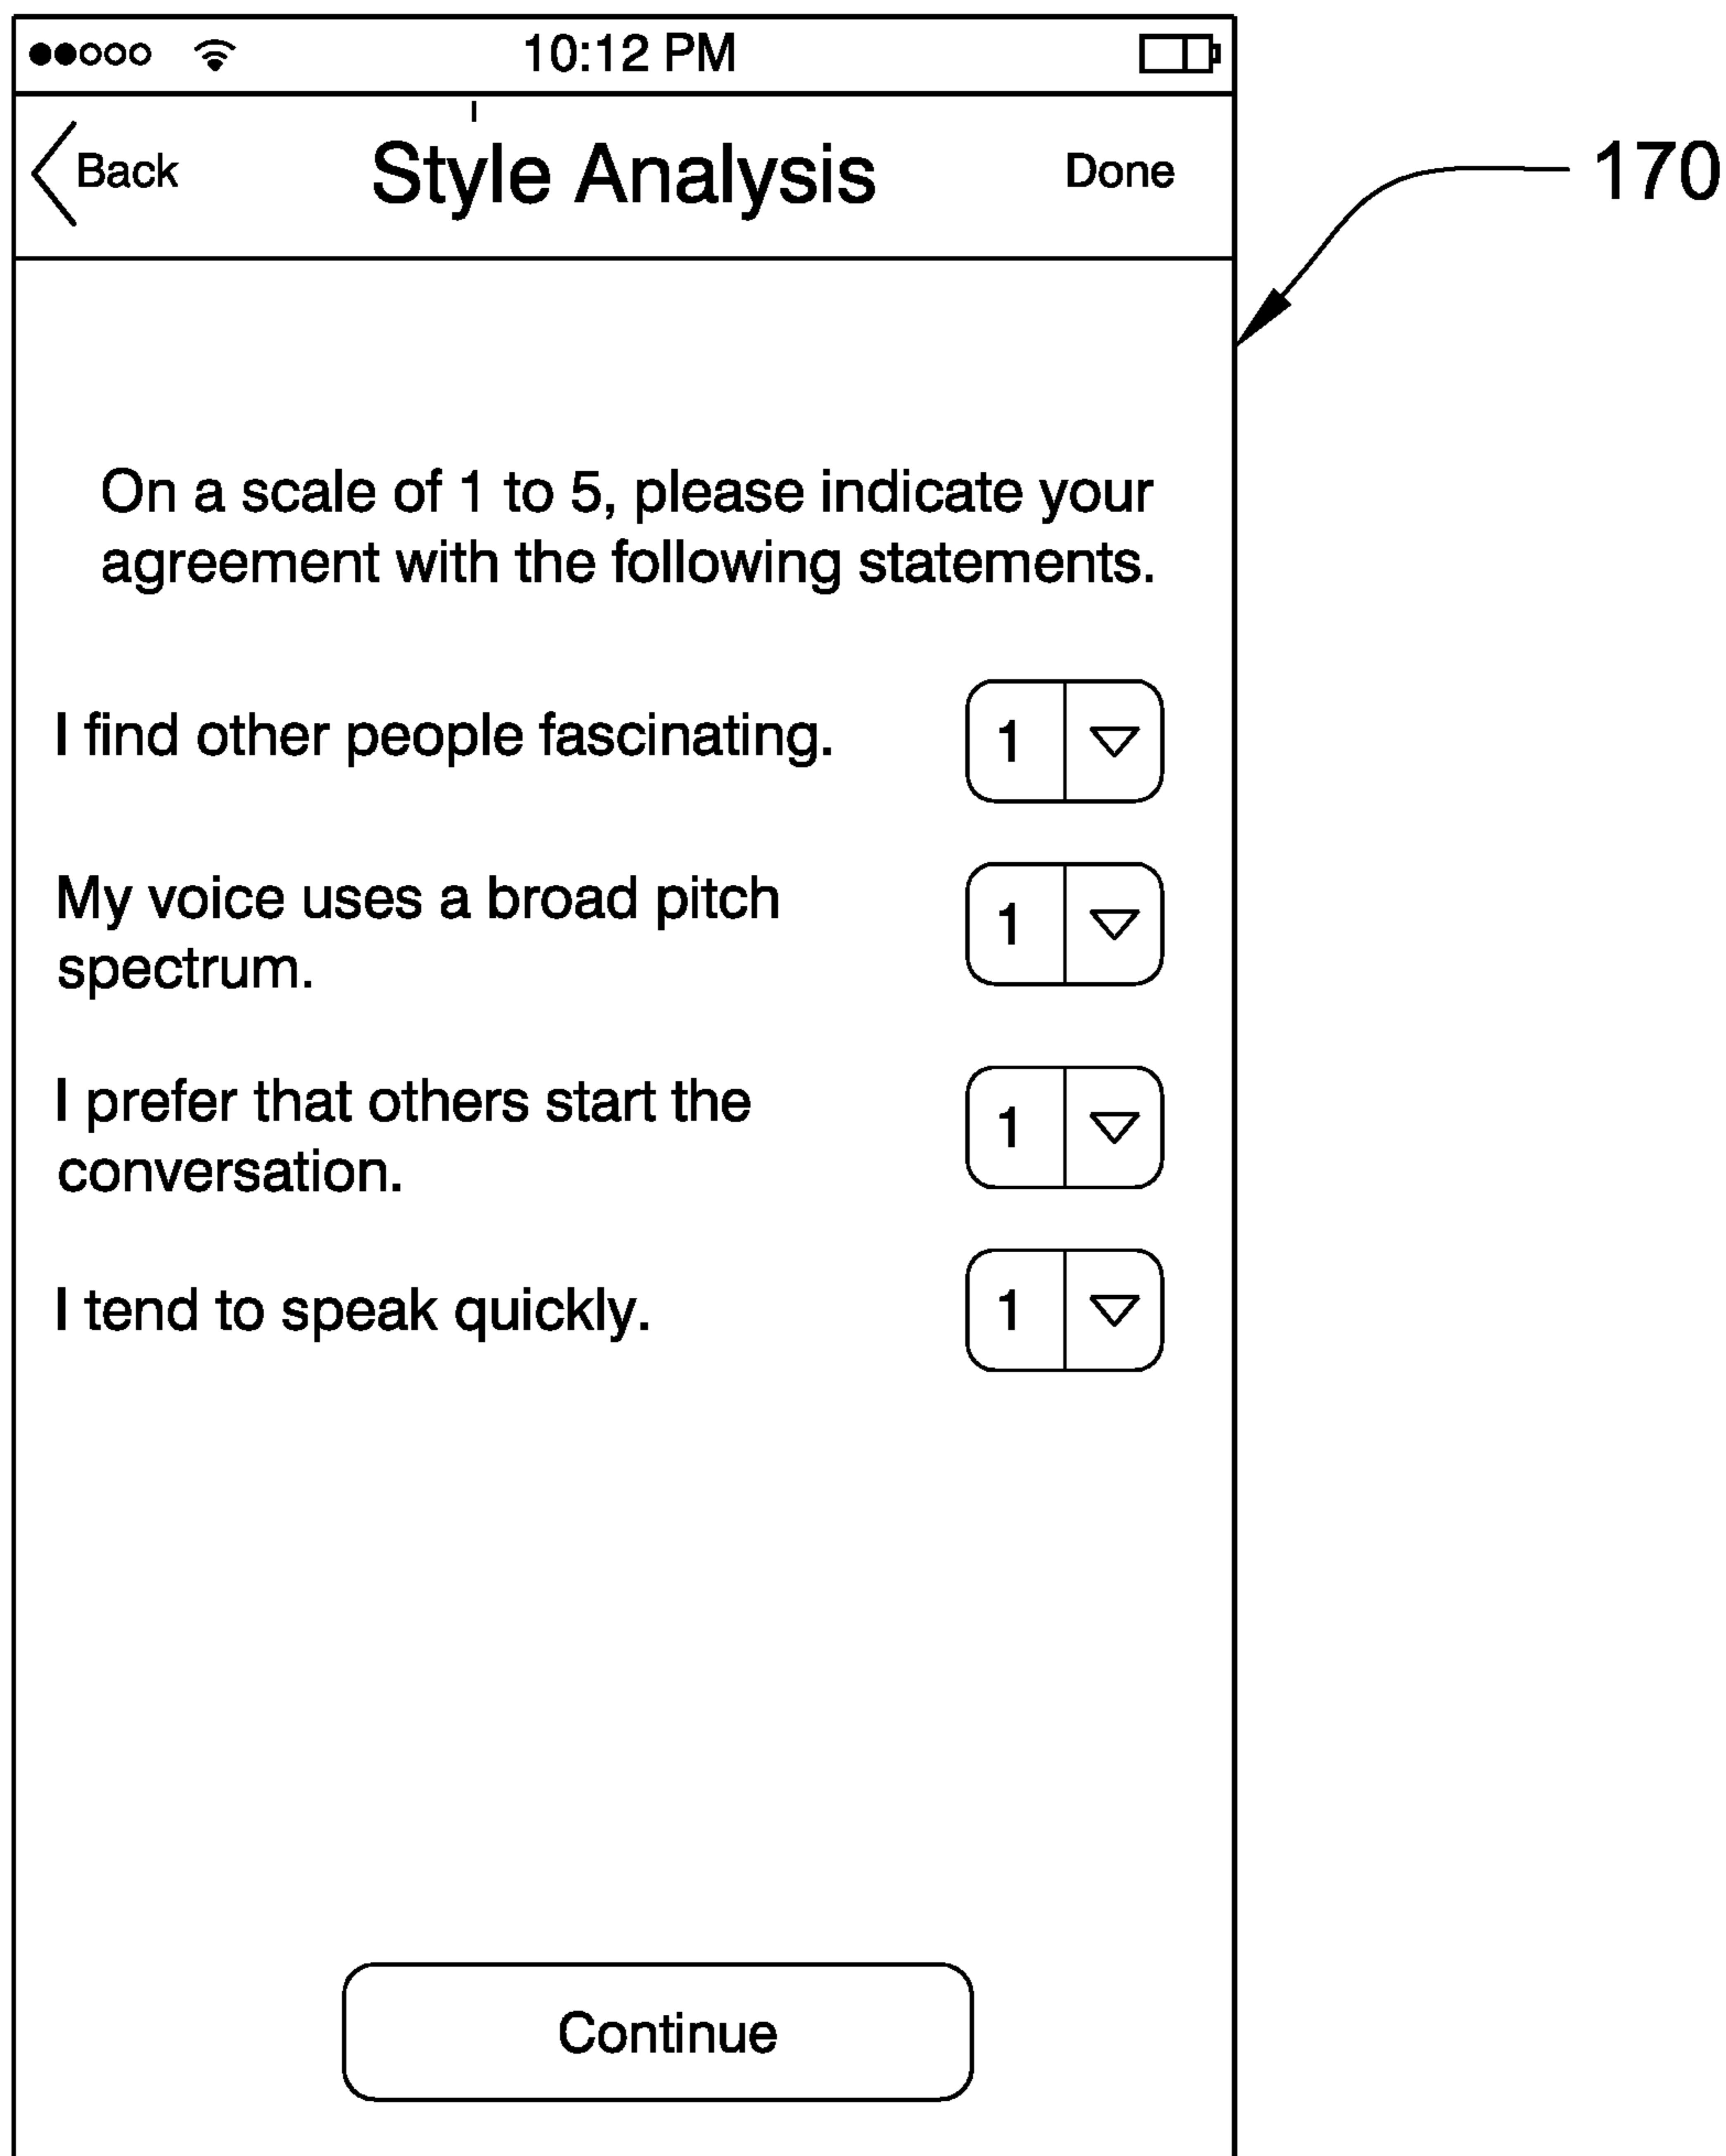 10:12 PM
Back Style Analysis Done
170
On a scale of 1 to 5, please indicate your
agreement with the following statements.
I find other people fascinating. 1
My voice uses a broad pitch
spectrum. 1
I prefer that others start the
conversation. 1
I tend to speak quickly. 1
Continue